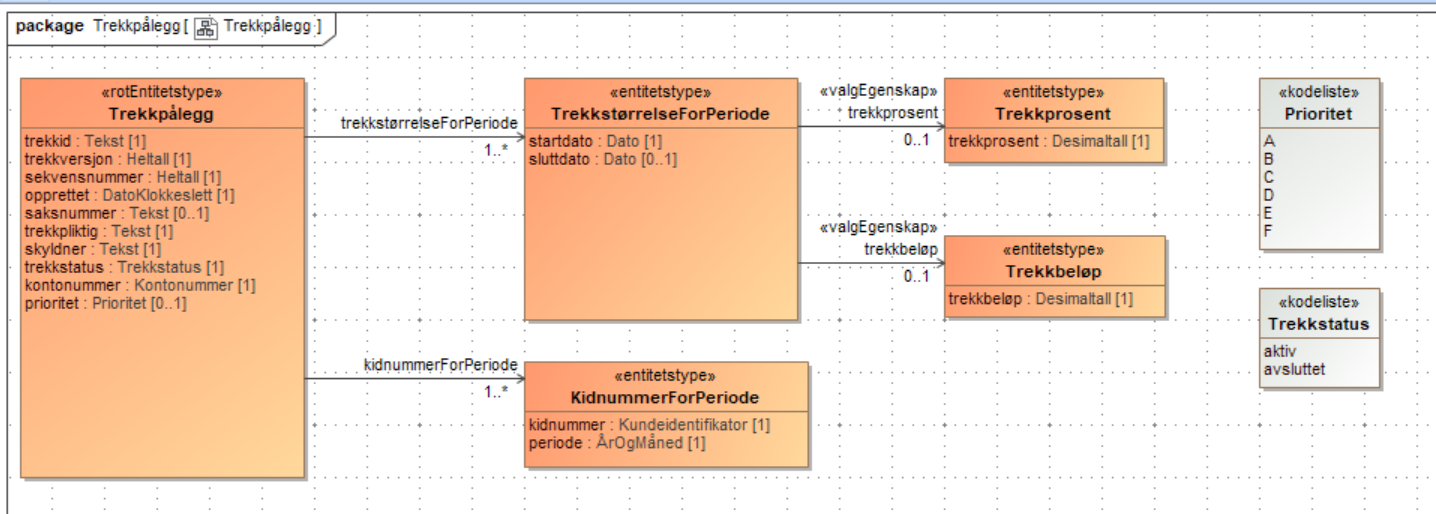 package Trekkpålegg [ Trekkpålegg ]
«rotEntitetstype»
Trekkpålegg
trekkid : Tekst [1]
trekkversjon : Heltall [1]
sekvensnummer : Heltall [1]
opprettet : DatoKlokkeslett [1]
saksnummer : Tekst [0..1]
trekkpliktig : Tekst [1]
skyldner : Tekst [1]
trekkstatus : Trekkstatus [1]
kontonummer : Kontonummer [1]
prioritet : Prioritet [0..1]
trekkstørrelseForPeriode
1..*
«entitetstype»
TrekkstørrelseForPeriode
startdato : Dato [1]
sluttdato : Dato [0..1]
«valgEgenskap»
trekkprosent
0..1
«entitetstype»
Trekkprosent
trekkprosent : Desimaltall [1]
«valgEgenskap»
trekkbeløp
0..1
«entitetstype»
Trekkbeløp
trekkbeløp : Desimaltall [1]
kidnummerForPeriode
1..*
«entitetstype»
KidnummerForPeriode
kidnummer : Kundeidentifikator [1]
periode : ÅrOgMåned [1]
«kodeliste»
Prioritet
A
B
C
D
E
F
«kodeliste»
Trekkstatus
aktiv
avsluttet